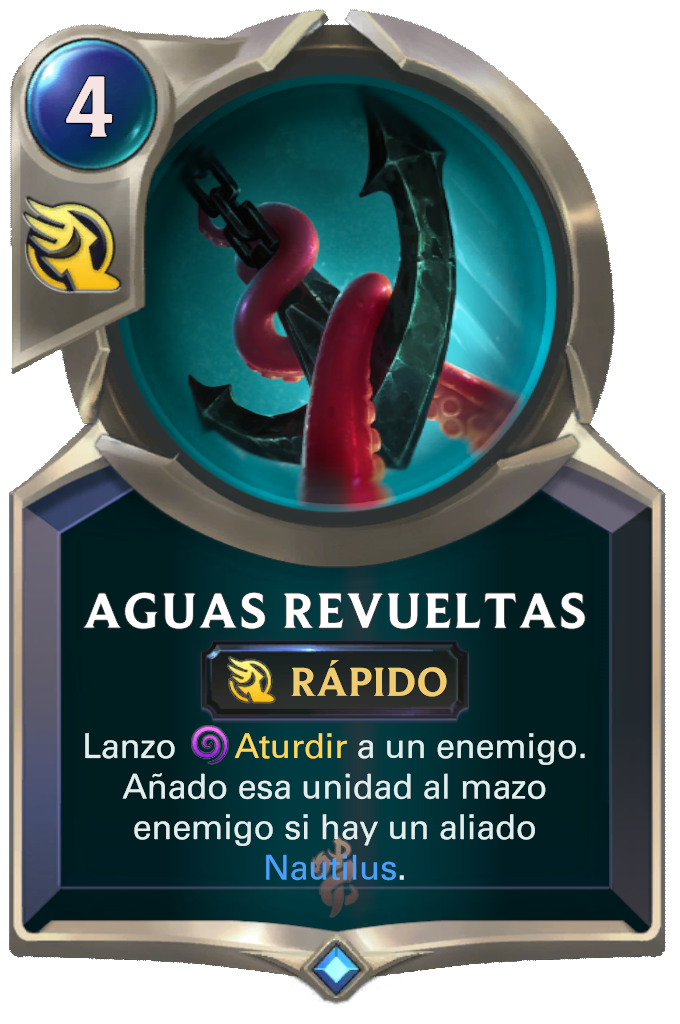 4
AGUAS REVUELTAS
RÁPIDO
Lanzo Aturdir a un enemigo.
Añado esa unidad al mazo
enemigo si hay un aliado
Nautilus.